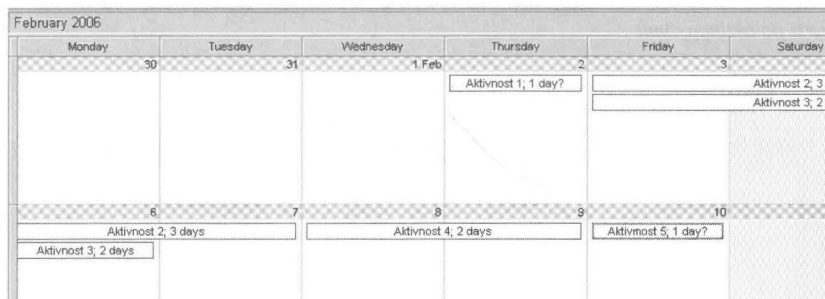 February 2006
Monday Tuesday Wednesday Thursday Friday Saturday
30 31 1 Feb 2 3
Aktivnost 1; 1 day? Aktivnost 2; 3
Aktivnost 3; 2
6 7 8 9 10
Aktivnost 2; 3 days Aktivnost 4; 2 days Aktivmost 5; 1 day?
Aktivnost 3; 2 days